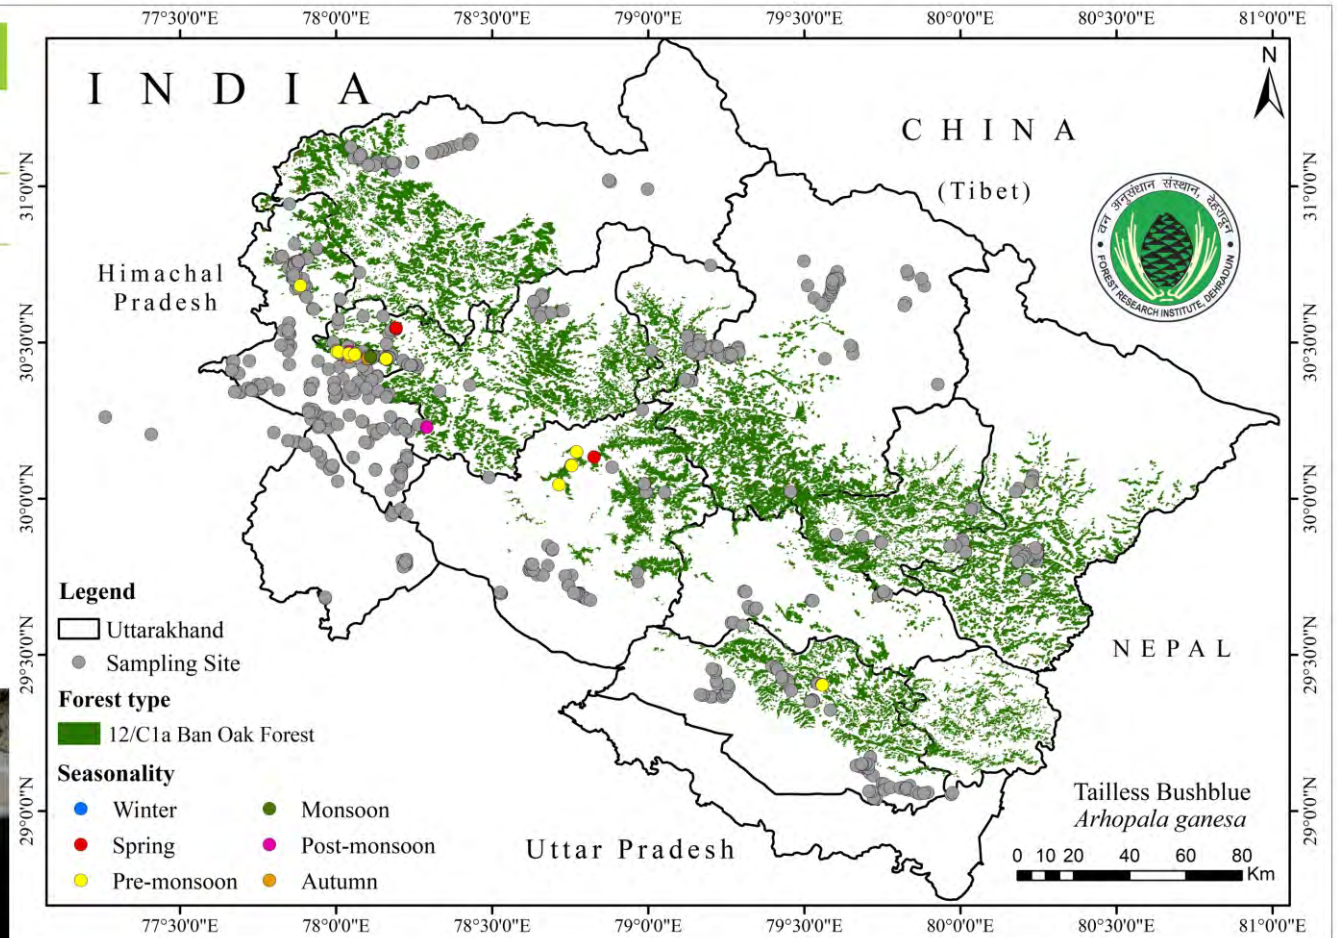 77°30'0"E 78°0'0"E 78°30'0"E 79°0'0"E 79°30'0"E 80°0'0"E 80°30'0"E 81°0'0"E
INDIA
N
CHINA
(Tibet)
वन अनुसंधान संस्थान, देहरादून
FOREST RESEARCH INSTITUTE, DEHRADUN
Himachal
Pradesh
31°0'0"N 31°0'0"N
30°30'0"N 30°30'0"N
30°0'0"N 30°0'0"N
29°30'0"N 29°30'0"N
29°0'0"N 29°0'0"N
NEPAL
Uttar Pradesh
Legend
Uttarakhand
Sampling Site
Forest type
12/C1a Ban Oak Forest
Seasonality
Winter Monsoon
Spring Post-monsoon
Pre-monsoon Autumn
Tailless Bushblue
Arhopala ganesa
0 10 20 40 60 80
Km
77°30'0"E 78°0'0"E 78°30'0"E 79°0'0"E 79°30'0"E 80°0'0"E 80°30'0"E 81°0'0"E